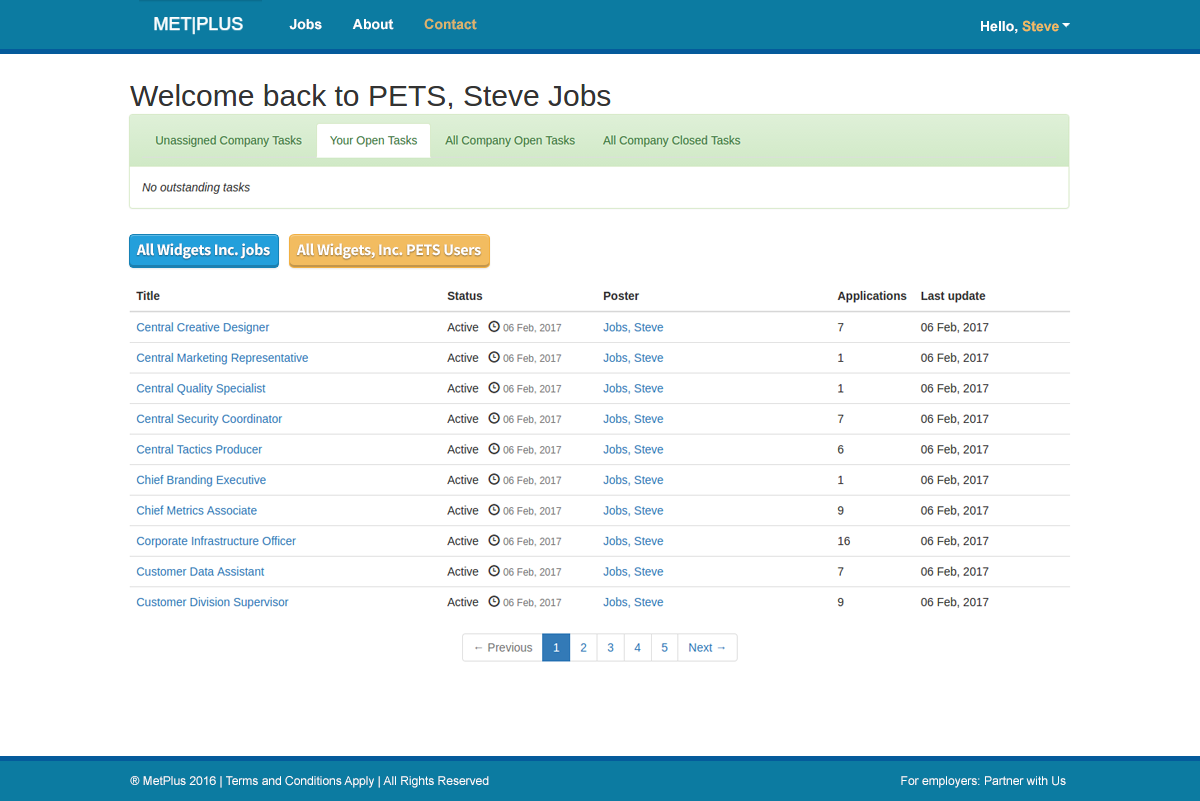 MET|PLUS Jobs About Contact Hello, Steve
Welcome back to PETS, Steve Jobs
Unassigned Company Tasks Your Open Tasks All Company Open Tasks All Company Closed Tasks
No outstanding tasks
All Widgets Inc. jobs All Widgets, Inc. PETS Users
Title Status Poster Applications Last update
Central Creative Designer Active 06 Feb, 2017 Jobs, Steve 7 06 Feb, 2017
Central Marketing Representative Active 06 Feb, 2017 Jobs, Steve 1 06 Feb, 2017
Central Quality Specialist Active 06 Feb, 2017 Jobs, Steve 1 06 Feb, 2017
Central Security Coordinator Active 06 Feb, 2017 Jobs, Steve 7 06 Feb, 2017
Central Tactics Producer Active 06 Feb, 2017 Jobs, Steve 6 06 Feb, 2017
Chief Branding Executive Active 06 Feb, 2017 Jobs, Steve 1 06 Feb, 2017
Chief Metrics Associate Active 06 Feb, 2017 Jobs, Steve 9 06 Feb, 2017
Corporate Infrastructure Officer Active 06 Feb, 2017 Jobs, Steve 16 06 Feb, 2017
Customer Data Assistant Active 06 Feb, 2017 Jobs, Steve 7 06 Feb, 2017
Customer Division Supervisor Active 06 Feb, 2017 Jobs, Steve 9 06 Feb, 2017
← Previous 1 2 3 4 5 Next →
® MetPlus 2016 | Terms and Conditions Apply | All Rights Reserved For employers: Partner with Us